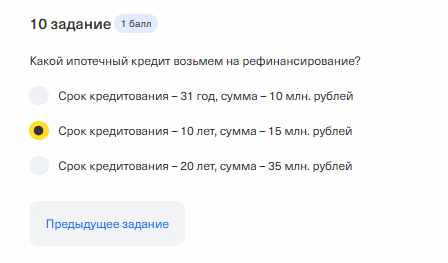 10 задание 1 балл
Какой ипотечный кредит возьмем на рефинансирование?
Срок кредитования – 31 год, сумма – 10 млн. рублей
Срок кредитования – 10 лет, сумма – 15 млн. рублей
Срок кредитования – 20 лет, сумма – 35 млн. рублей
Предыдущее задание